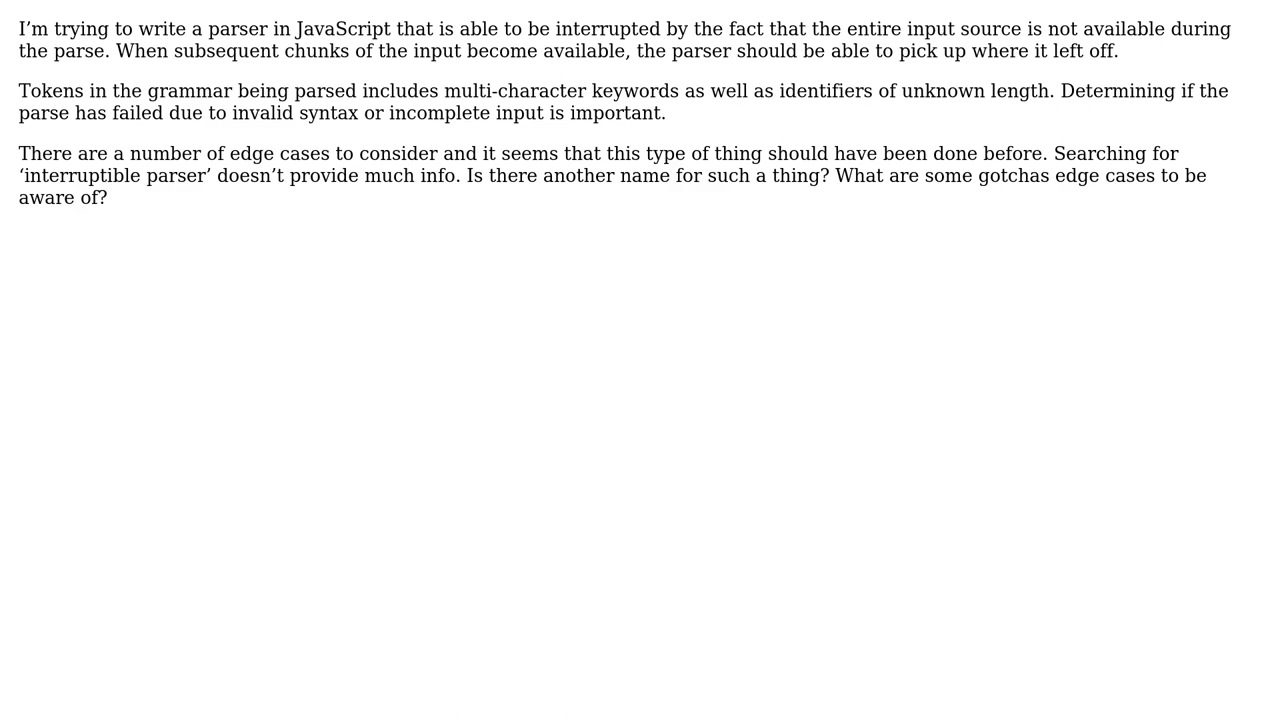 I’m trying to write a parser in JavaScript that is able to be interrupted by the fact that the entire input source is not available during
the parse. When subsequent chunks of the input become available, the parser should be able to pick up where it left off.
Tokens in the grammar being parsed includes multi-character keywords as well as identifiers of unknown length. Determining if the
parse has failed due to invalid syntax or incomplete input is important.
There are a number of edge cases to consider and it seems that this type of thing should have been done before. Searching for
‘interruptible parser’ doesn’t provide much info. Is there another name for such a thing? What are some gotchas edge cases to be
aware of?